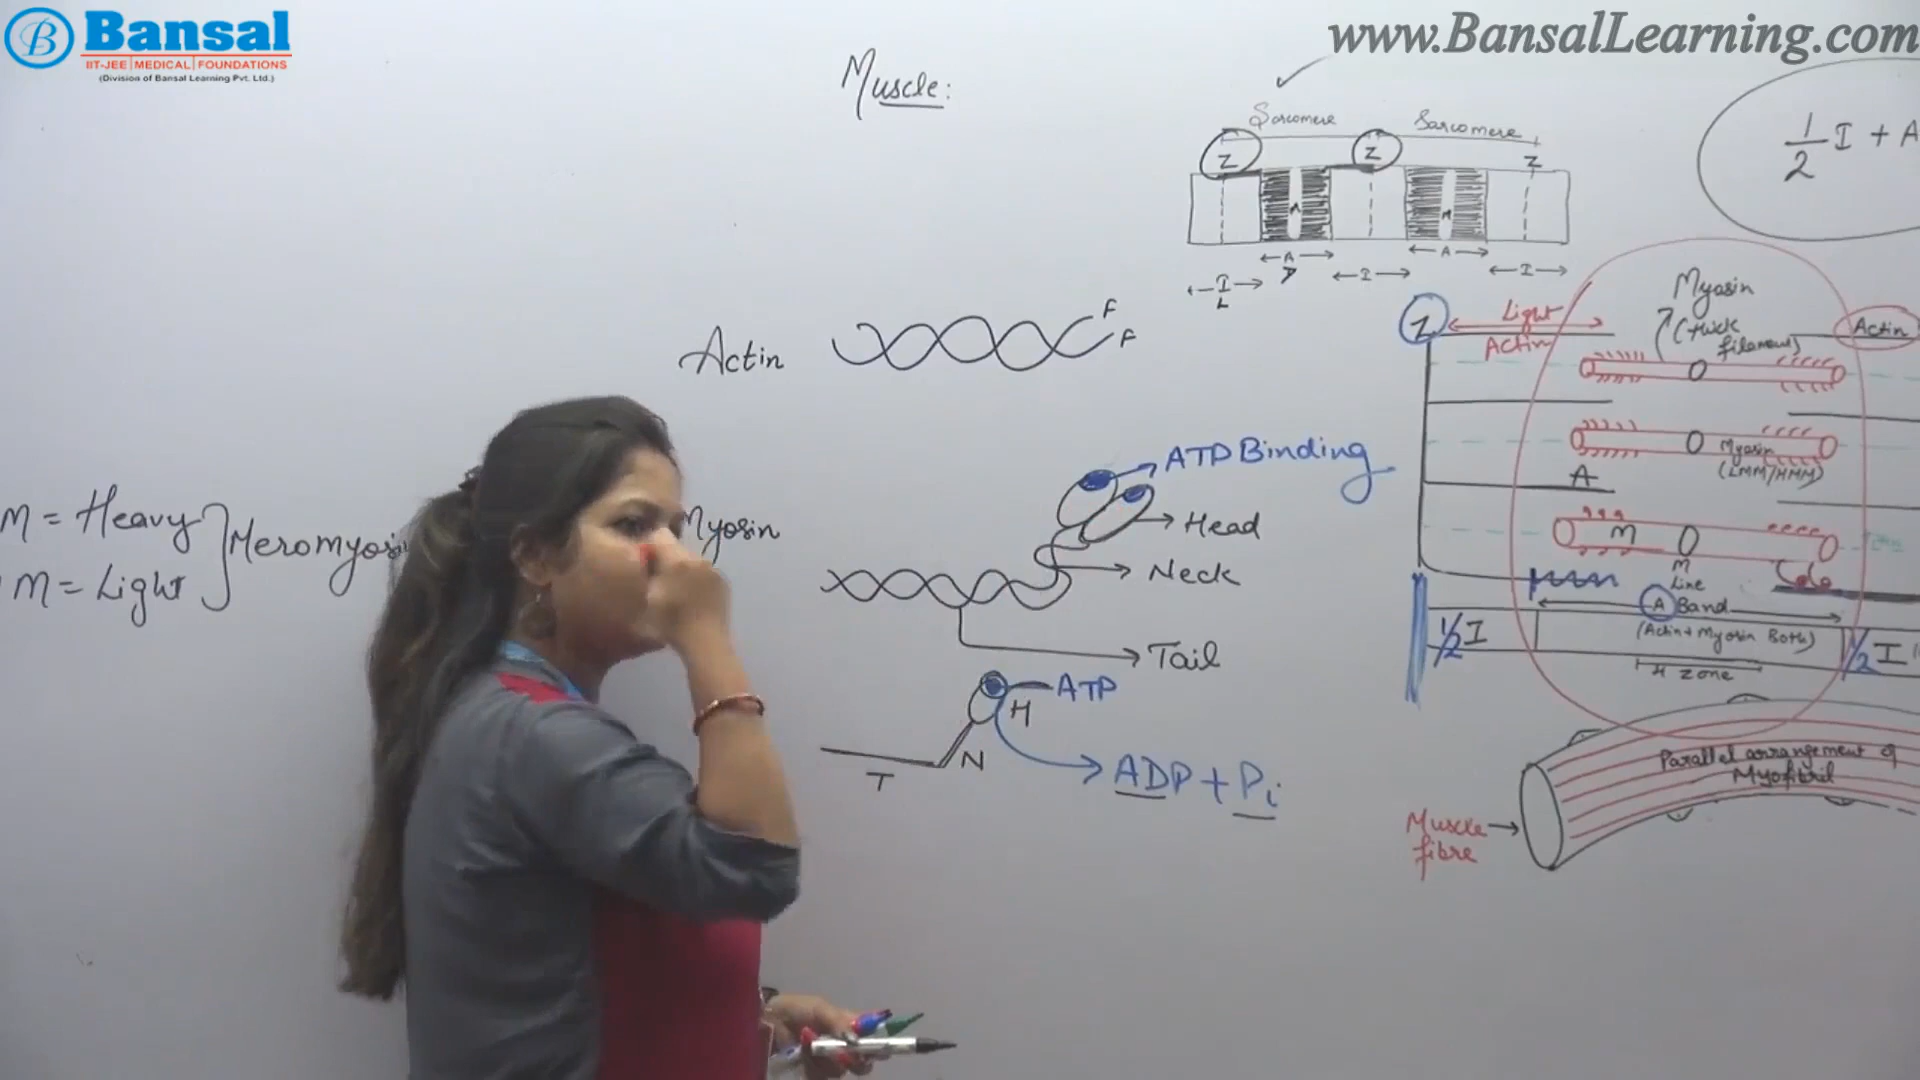 Bansal
IIT-JEE | MEDICAL | FOUNDATIONS
(Division of Bansal Learning Pvt. Ltd.)
www.BansalLearning.com
Muscle:
Sarcomere Sarcomere
Z Z Z
M M
A A
I I I
1/2 I + A
Actin
F
F
Z
Light
Actin
Myosin
(thick
filament)
Actin
Myosin
(LMM/HMM)
A
M
M
Line
A Band
(Actin+Myosin Both)
H zone
1/2 I
1/2 I
M = Heavy
M = Light
Meromyosin
Myosin
ATP Binding
Head
Neck
Tail
ATP
H
N
T
ADP + Pi
Parallel arrangement of
Myofibril
Muscle
fibre